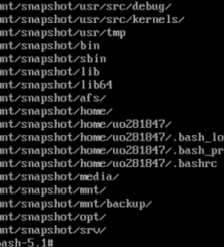 mt/snapshot/usr/src/debug/
mt/snapshot/usr/src/kernels/
mt/snapshot/usr/tmp
mt/snapshot/bin
mt/snapshot/sbin
mt/snapshot/lib
mt/snapshot/lib64
mt/snapshot/afs/
mt/snapshot/home/
mt/snapshot/home/uo281847/
mt/snapshot/home/uo281847/.bash_lo
mt/snapshot/home/uo281847/.bash_pr
mt/snapshot/home/uo281847/.bashrc
mt/snapshot/media/
mt/snapshot/mnt/
mt/snapshot/mnt/backup/
mt/snapshot/opt/
mt/snapshot/srv/
ash-5.1#